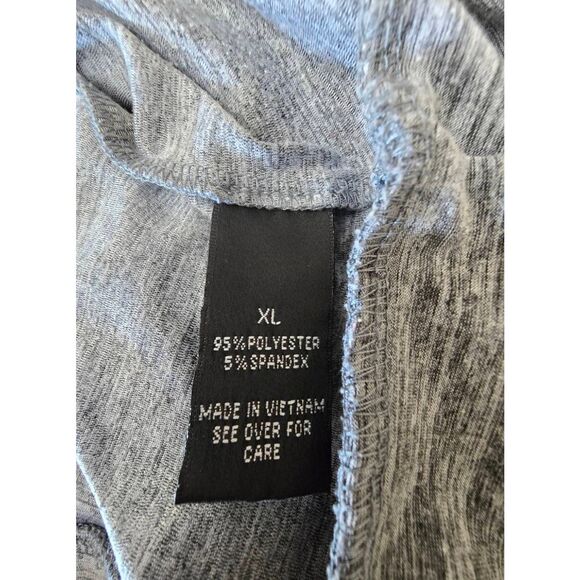 XL
95%POLYESTER
5%SPANDEX
MADE IN VIETNAM
SEE OVER FOR
CARE